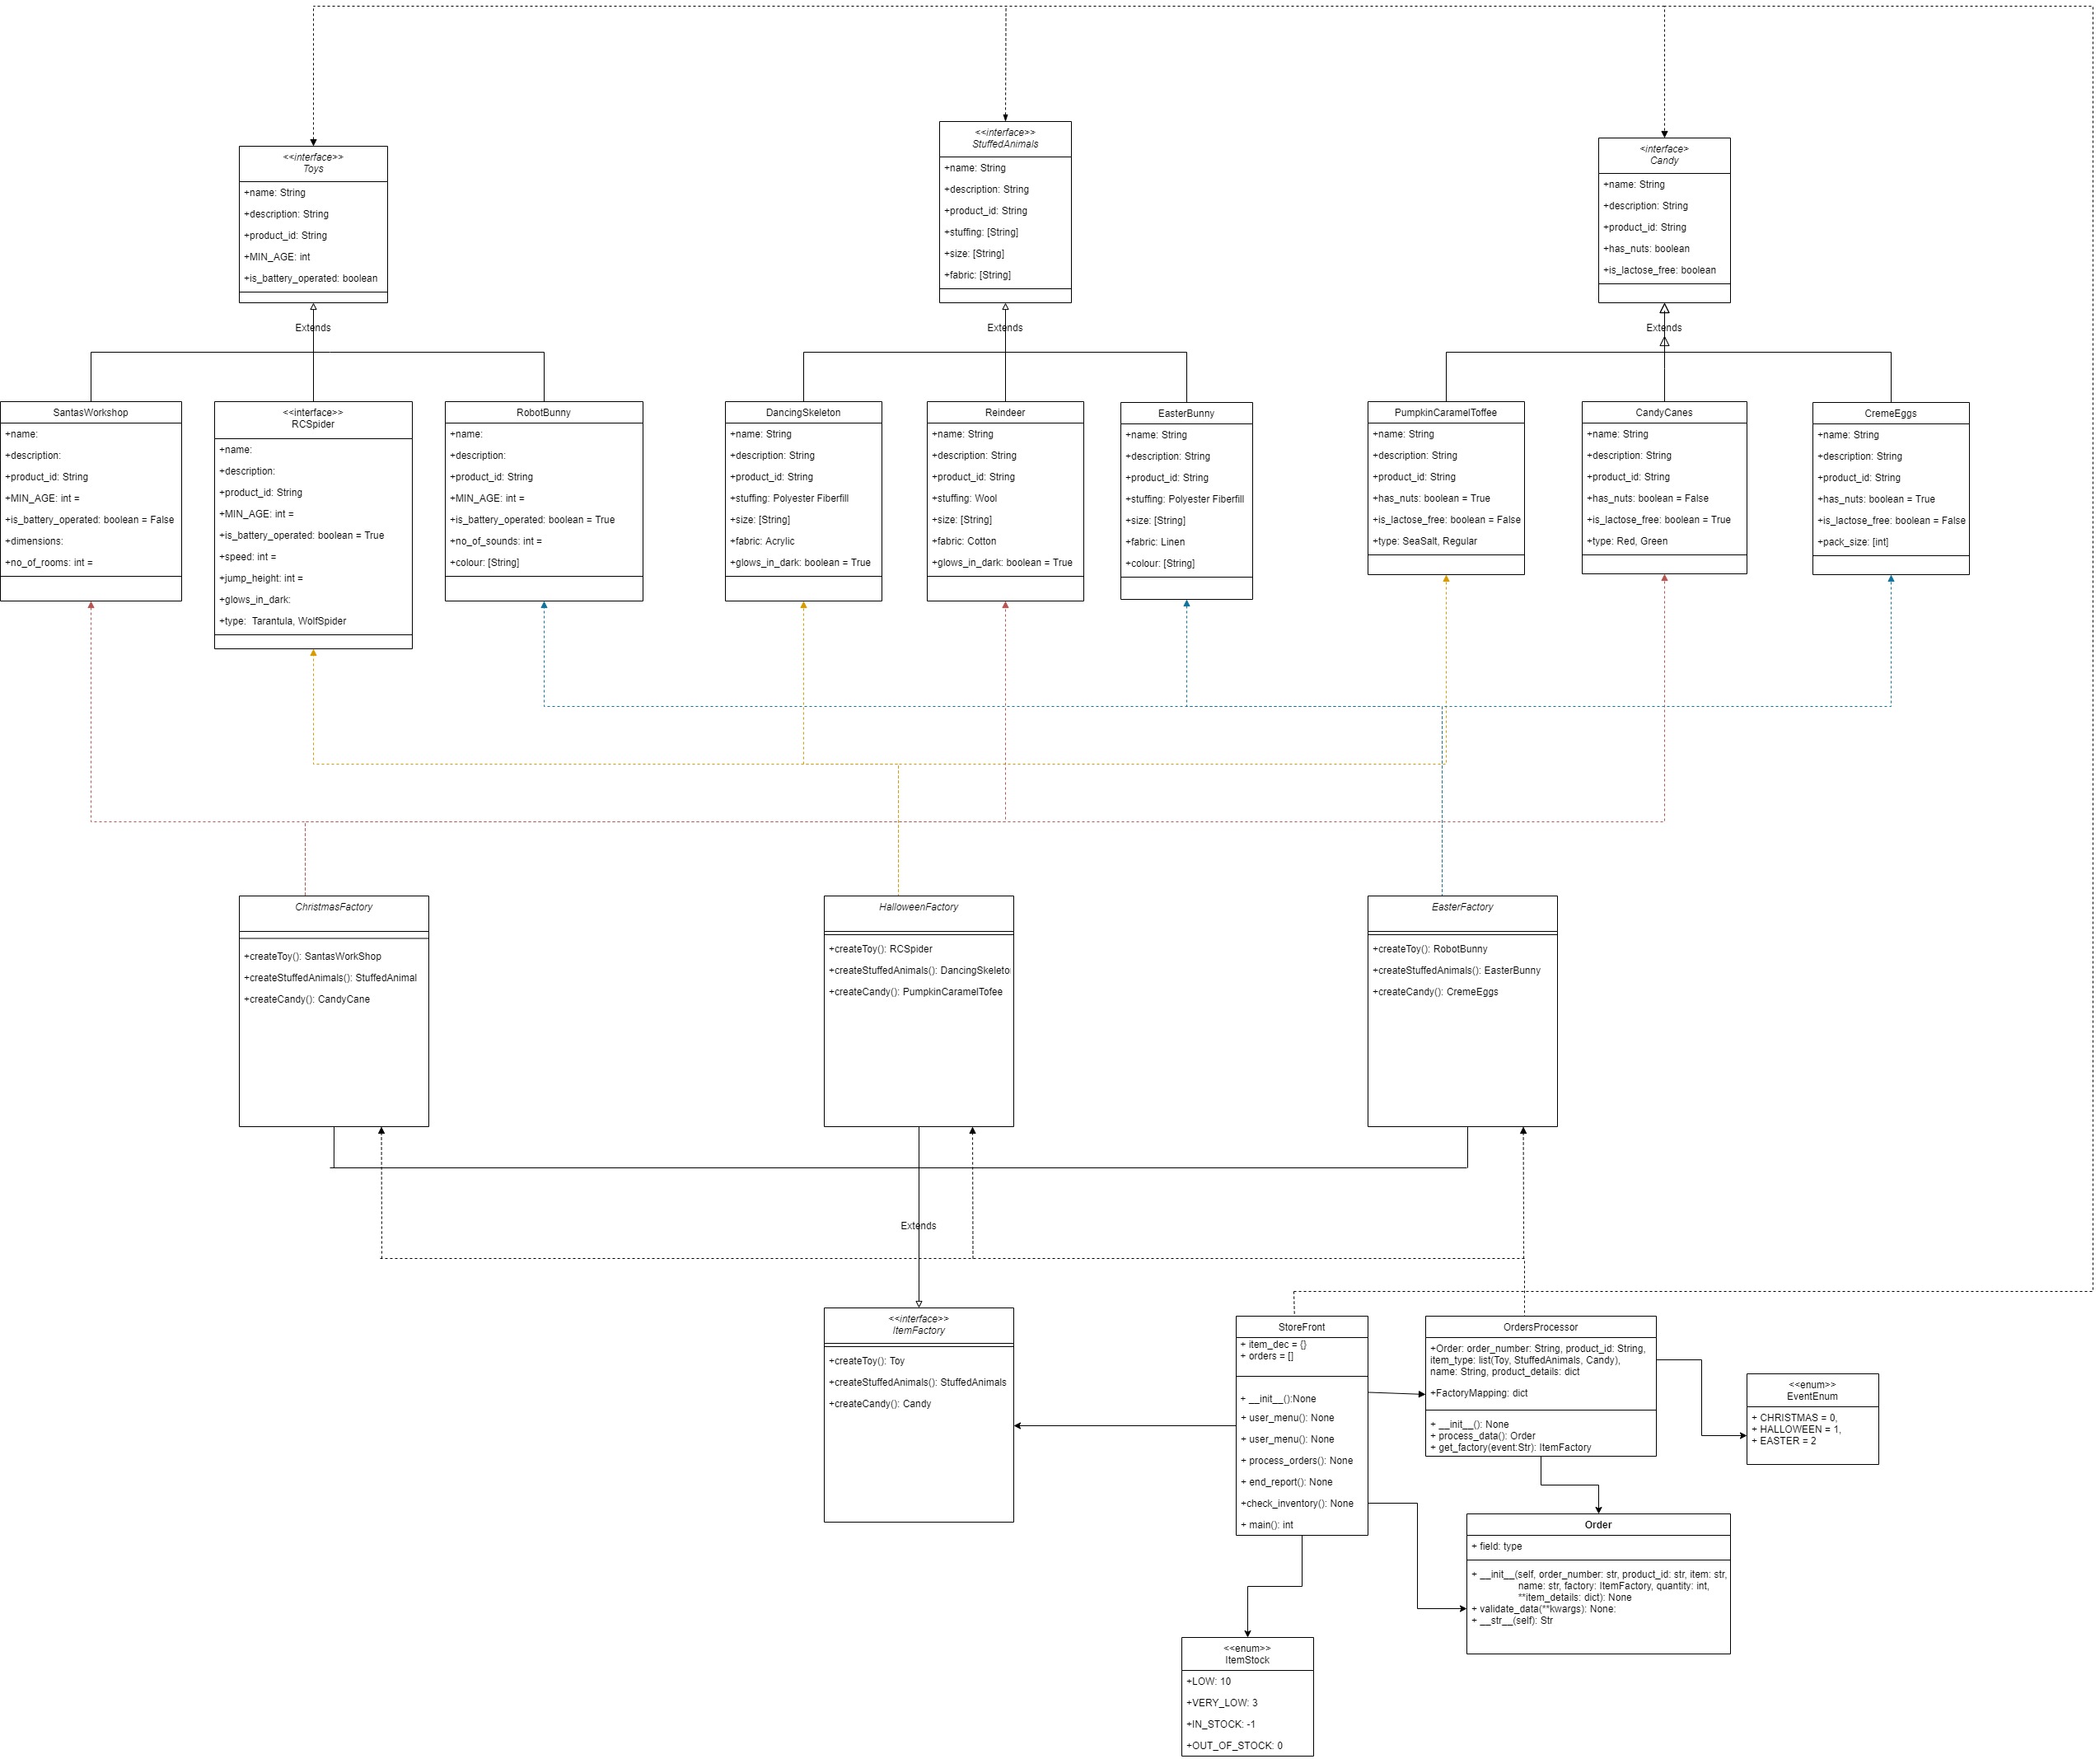 <<interface>>
Toys
+name: String
+description: String
+product_id: String
+MIN_AGE: int
+is_battery_operated: boolean
<<interface>>
StuffedAnimals
+name: String
+description: String
+product_id: String
+stuffing: [String]
+size: [String]
+fabric: [String]
<interface>
Candy
+name: String
+description: String
+product_id: String
+has_nuts: boolean
+is_lactose_free: boolean
Extends
Extends
Extends
SantasWorkshop
+name:
+description:
+product_id: String
+MIN_AGE: int =
+is_battery_operated: boolean = False
+dimensions:
+no_of_rooms: int =
<<interface>>
RCSpider
+name:
+description:
+product_id: String
+MIN_AGE: int =
+is_battery_operated: boolean = True
+speed: int =
+jump_height: int =
+glows_in_dark:
+type: Tarantula, WolfSpider
RobotBunny
+name:
+description:
+product_id: String
+MIN_AGE: int =
+is_battery_operated: boolean = True
+no_of_sounds: int =
+colour: [String]
DancingSkeleton
+name: String
+description: String
+product_id: String
+stuffing: Polyester Fiberfill
+size: [String]
+fabric: Acrylic
+glows_in_dark: boolean = True
Reindeer
+name: String
+description: String
+product_id: String
+stuffing: Wool
+size: [String]
+fabric: Cotton
+glows_in_dark: boolean = True
EasterBunny
+name: String
+description: String
+product_id: String
+stuffing: Polyester Fiberfill
+size: [String]
+fabric: Linen
+colour: [String]
PumpkinCaramelToffee
+name: String
+description: String
+product_id: String
+has_nuts: boolean = True
+is_lactose_free: boolean = False
+type: SeaSalt, Regular
CandyCanes
+name: String
+description: String
+product_id: String
+has_nuts: boolean = False
+is_lactose_free: boolean = True
+type: Red, Green
CremeEggs
+name: String
+description: String
+product_id: String
+has_nuts: boolean = True
+is_lactose_free: boolean = False
+pack_size: [int]
ChristmasFactory
+createToy(): SantasWorkShop
+createStuffedAnimals(): StuffedAnimal
+createCandy(): CandyCane
HalloweenFactory
+createToy(): RCSpider
+createStuffedAnimals(): DancingSkeleto
+createCandy(): PumpkinCaramelTofee
EasterFactory
+createToy(): RobotBunny
+createStuffedAnimals(): EasterBunny
+createCandy(): CremeEggs
Extends
<<interface>>
ItemFactory
+createToy(): Toy
+createStuffedAnimals(): StuffedAnimals
+createCandy(): Candy
StoreFront
+ item_dec = {}
+ orders = []
+ __init__():None
+ user_menu(): None
+ user_menu(): None
+ process_orders(): None
+ end_report(): None
+check_inventory(): None
+ main(): int
OrdersProcessor
+Order: order_number: String, product_id: String,
item_type: list(Toy, StuffedAnimals, Candy),
name: String, product_details: dict
+FactoryMapping: dict
+ __init__(): None
+ process_data(): Order
+ get_factory(event:Str): ItemFactory
<<enum>>
EventEnum
+ CHRISTMAS = 0,
+ HALLOWEEN = 1,
+ EASTER = 2
Order
+ field: type
+ __init__(self, order_number: str, product_id: str, item: str,
name: str, factory: ItemFactory, quantity: int,
**item_details: dict): None
+ validate_data(**kwargs): None:
+ __str__(self): Str
<<enum>>
ItemStock
+LOW: 10
+VERY_LOW: 3
+IN_STOCK: -1
+OUT_OF_STOCK: 0